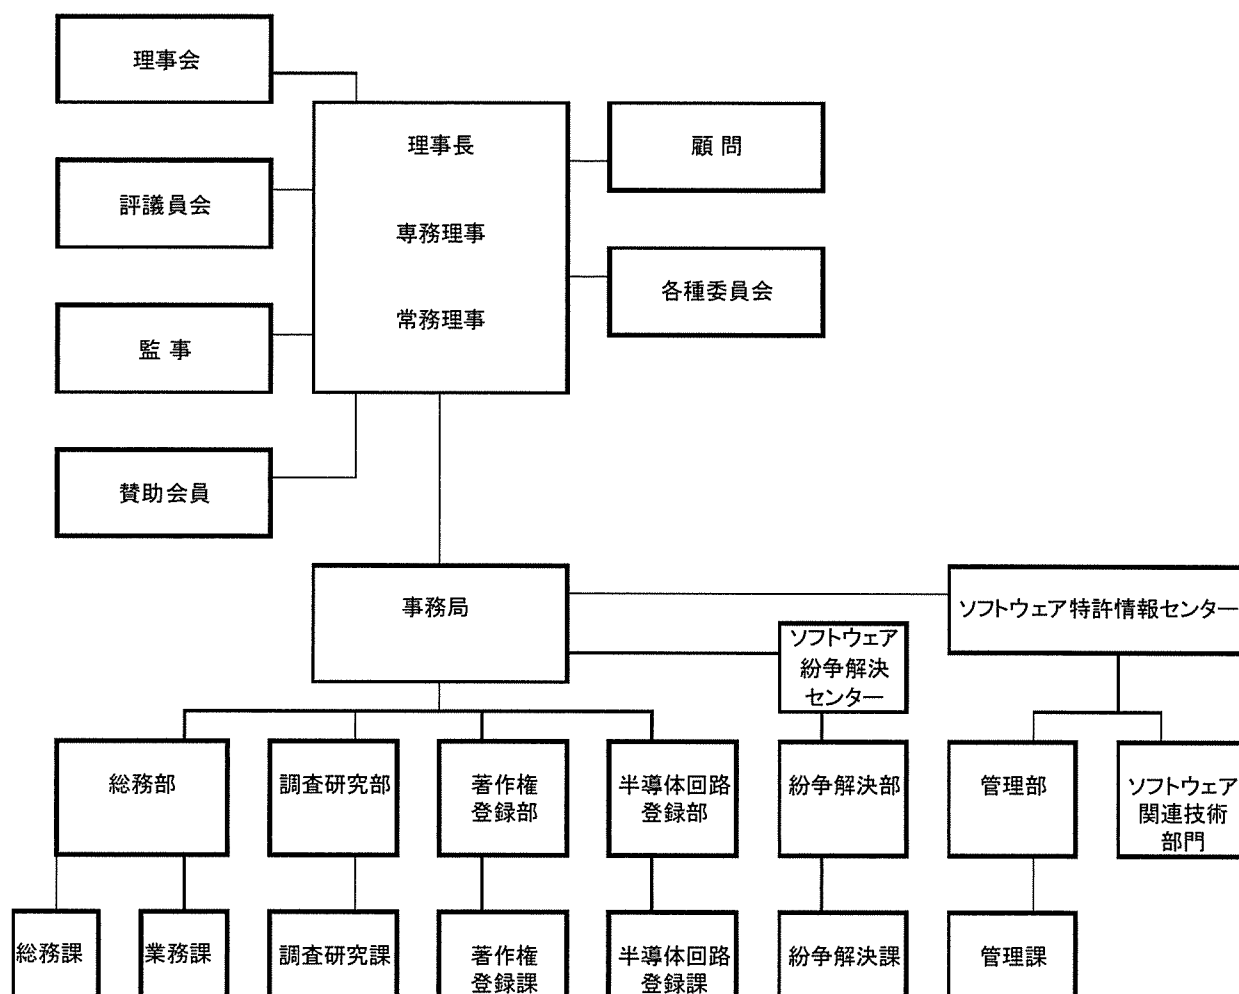 理事会
理事長
顧 問
評議員会
専務理事
各種委員会
常務理事
監 事
賛助会員
事務局
ソフトウェア特許情報センター
ソフトウェア
紛争解決
センター
総務部
調査研究部
著作権
登録部
半導体回路
登録部
紛争解決部
管理部
ソフトウェア
関連技術
部門
総務課
業務課
調査研究課
著作権
登録課
半導体回路
登録課
紛争解決課
管理課